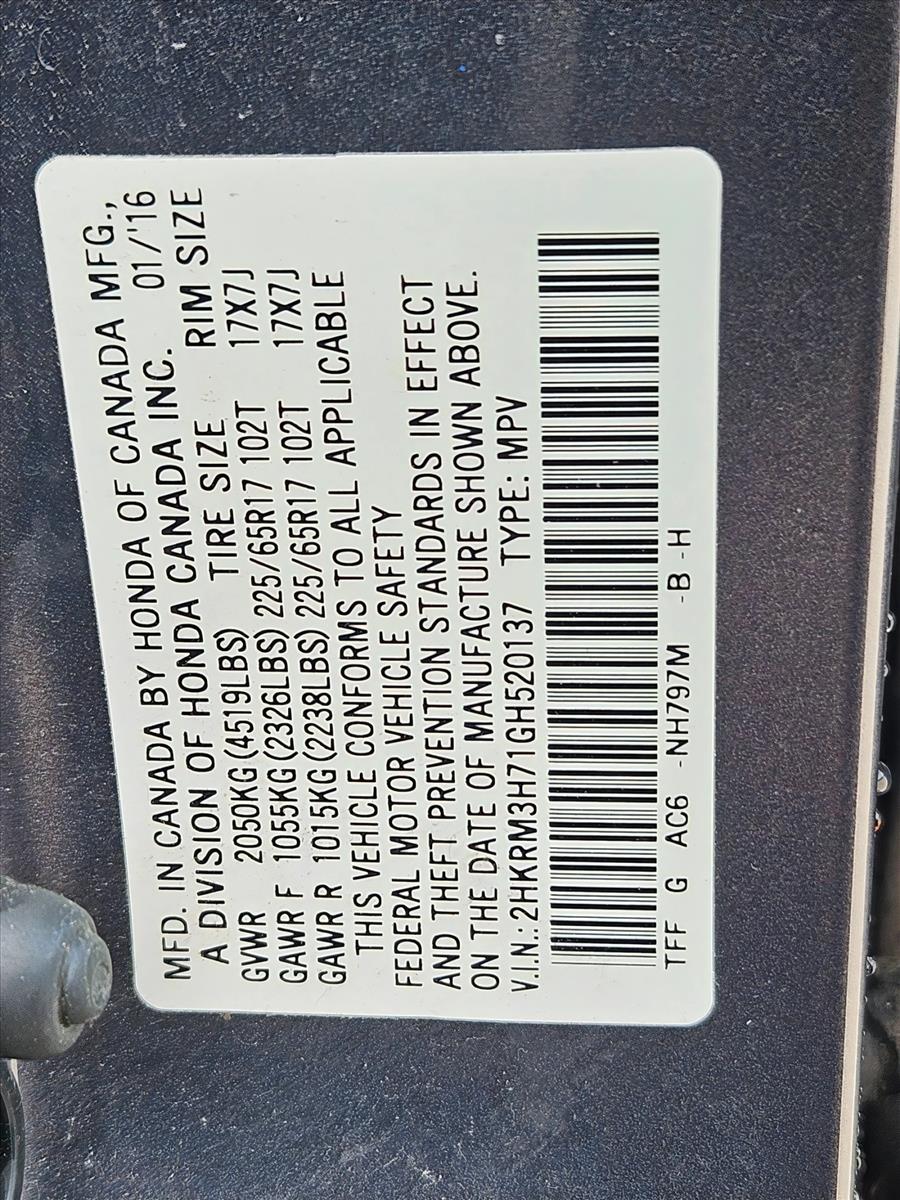 MFD. IN CANADA BY HONDA OF CANADA MFG.,
A DIVISION OF HONDA CANADA INC. 01/'16
GVWR 2050KG(4519LBS) TIRE SIZE RIM SIZE
GAWR F 1055KG(2326LBS) 225/65R17 102T 17X7J
GAWR R 1015KG(2238LBS) 225/65R17 102T 17X7J
THIS VEHICLE CONFORMS TO ALL APPLICABLE
FEDERAL MOTOR VEHICLE SAFETY
AND THEFT PREVENTION STANDARDS IN EFFECT
ON THE DATE OF MANUFACTURE SHOWN ABOVE.
V.I.N.:2HKRM3H71GH520137 TYPE: MPV
TFF G AC6 -NH797M -B-H